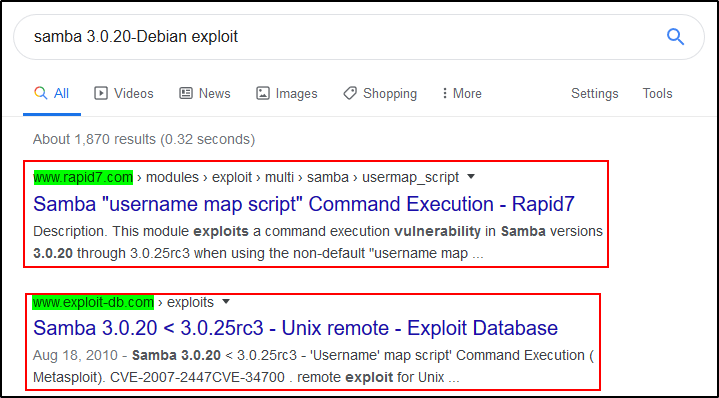 samba 3.0.20-Debian exploit
All Videos News Images Shopping More Settings Tools
About 1,870 results (0.32 seconds)
www.rapid7.com › modules › exploit › multi › samba › usermap_script
Samba "username map script" Command Execution - Rapid7
Description. This module exploits a command execution vulnerability in Samba versions
3.0.20 through 3.0.25rc3 when using the non-default "username map ...
www.exploit-db.com › exploits
Samba 3.0.20 < 3.0.25rc3 - Unix remote - Exploit Database
Aug 18, 2010 - Samba 3.0.20 < 3.0.25rc3 - 'Username' map script' Command Execution (
Metasploit). CVE-2007-2447CVE-34700 . remote exploit for Unix ...